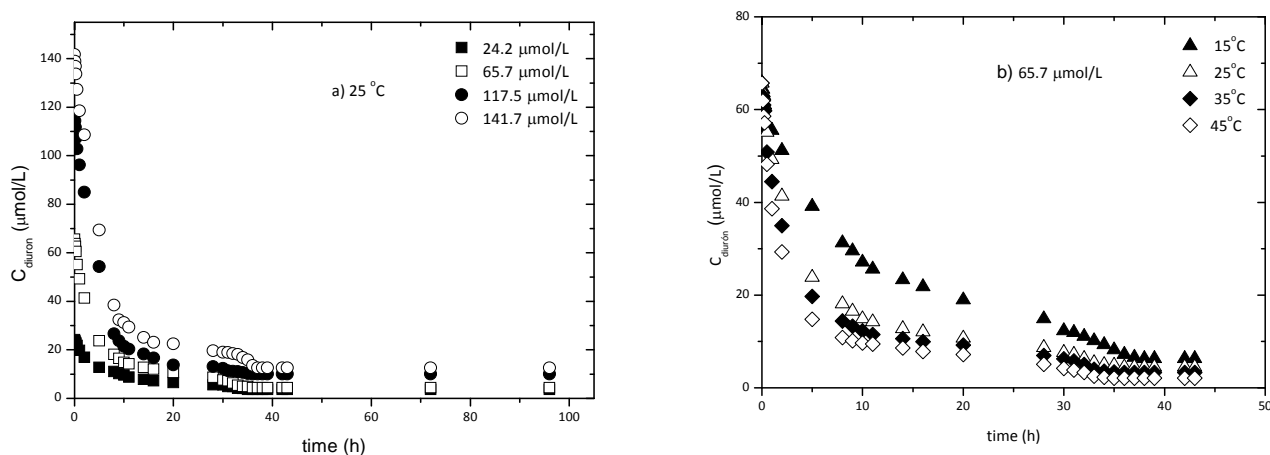 140
120
100
80
60
40
20
0
0 20 40 60 80 100
C diuron (μmol/L)
time (h)
a) 25 °C
24.2 μmol/L
65.7 μmol/L
117.5 μmol/L
141.7 μmol/L
80
60
40
20
0
0 10 20 30 40 50
C diurón (μmol/L)
time (h)
b) 65.7 μmol/L
15°C
25°C
35°C
45°C